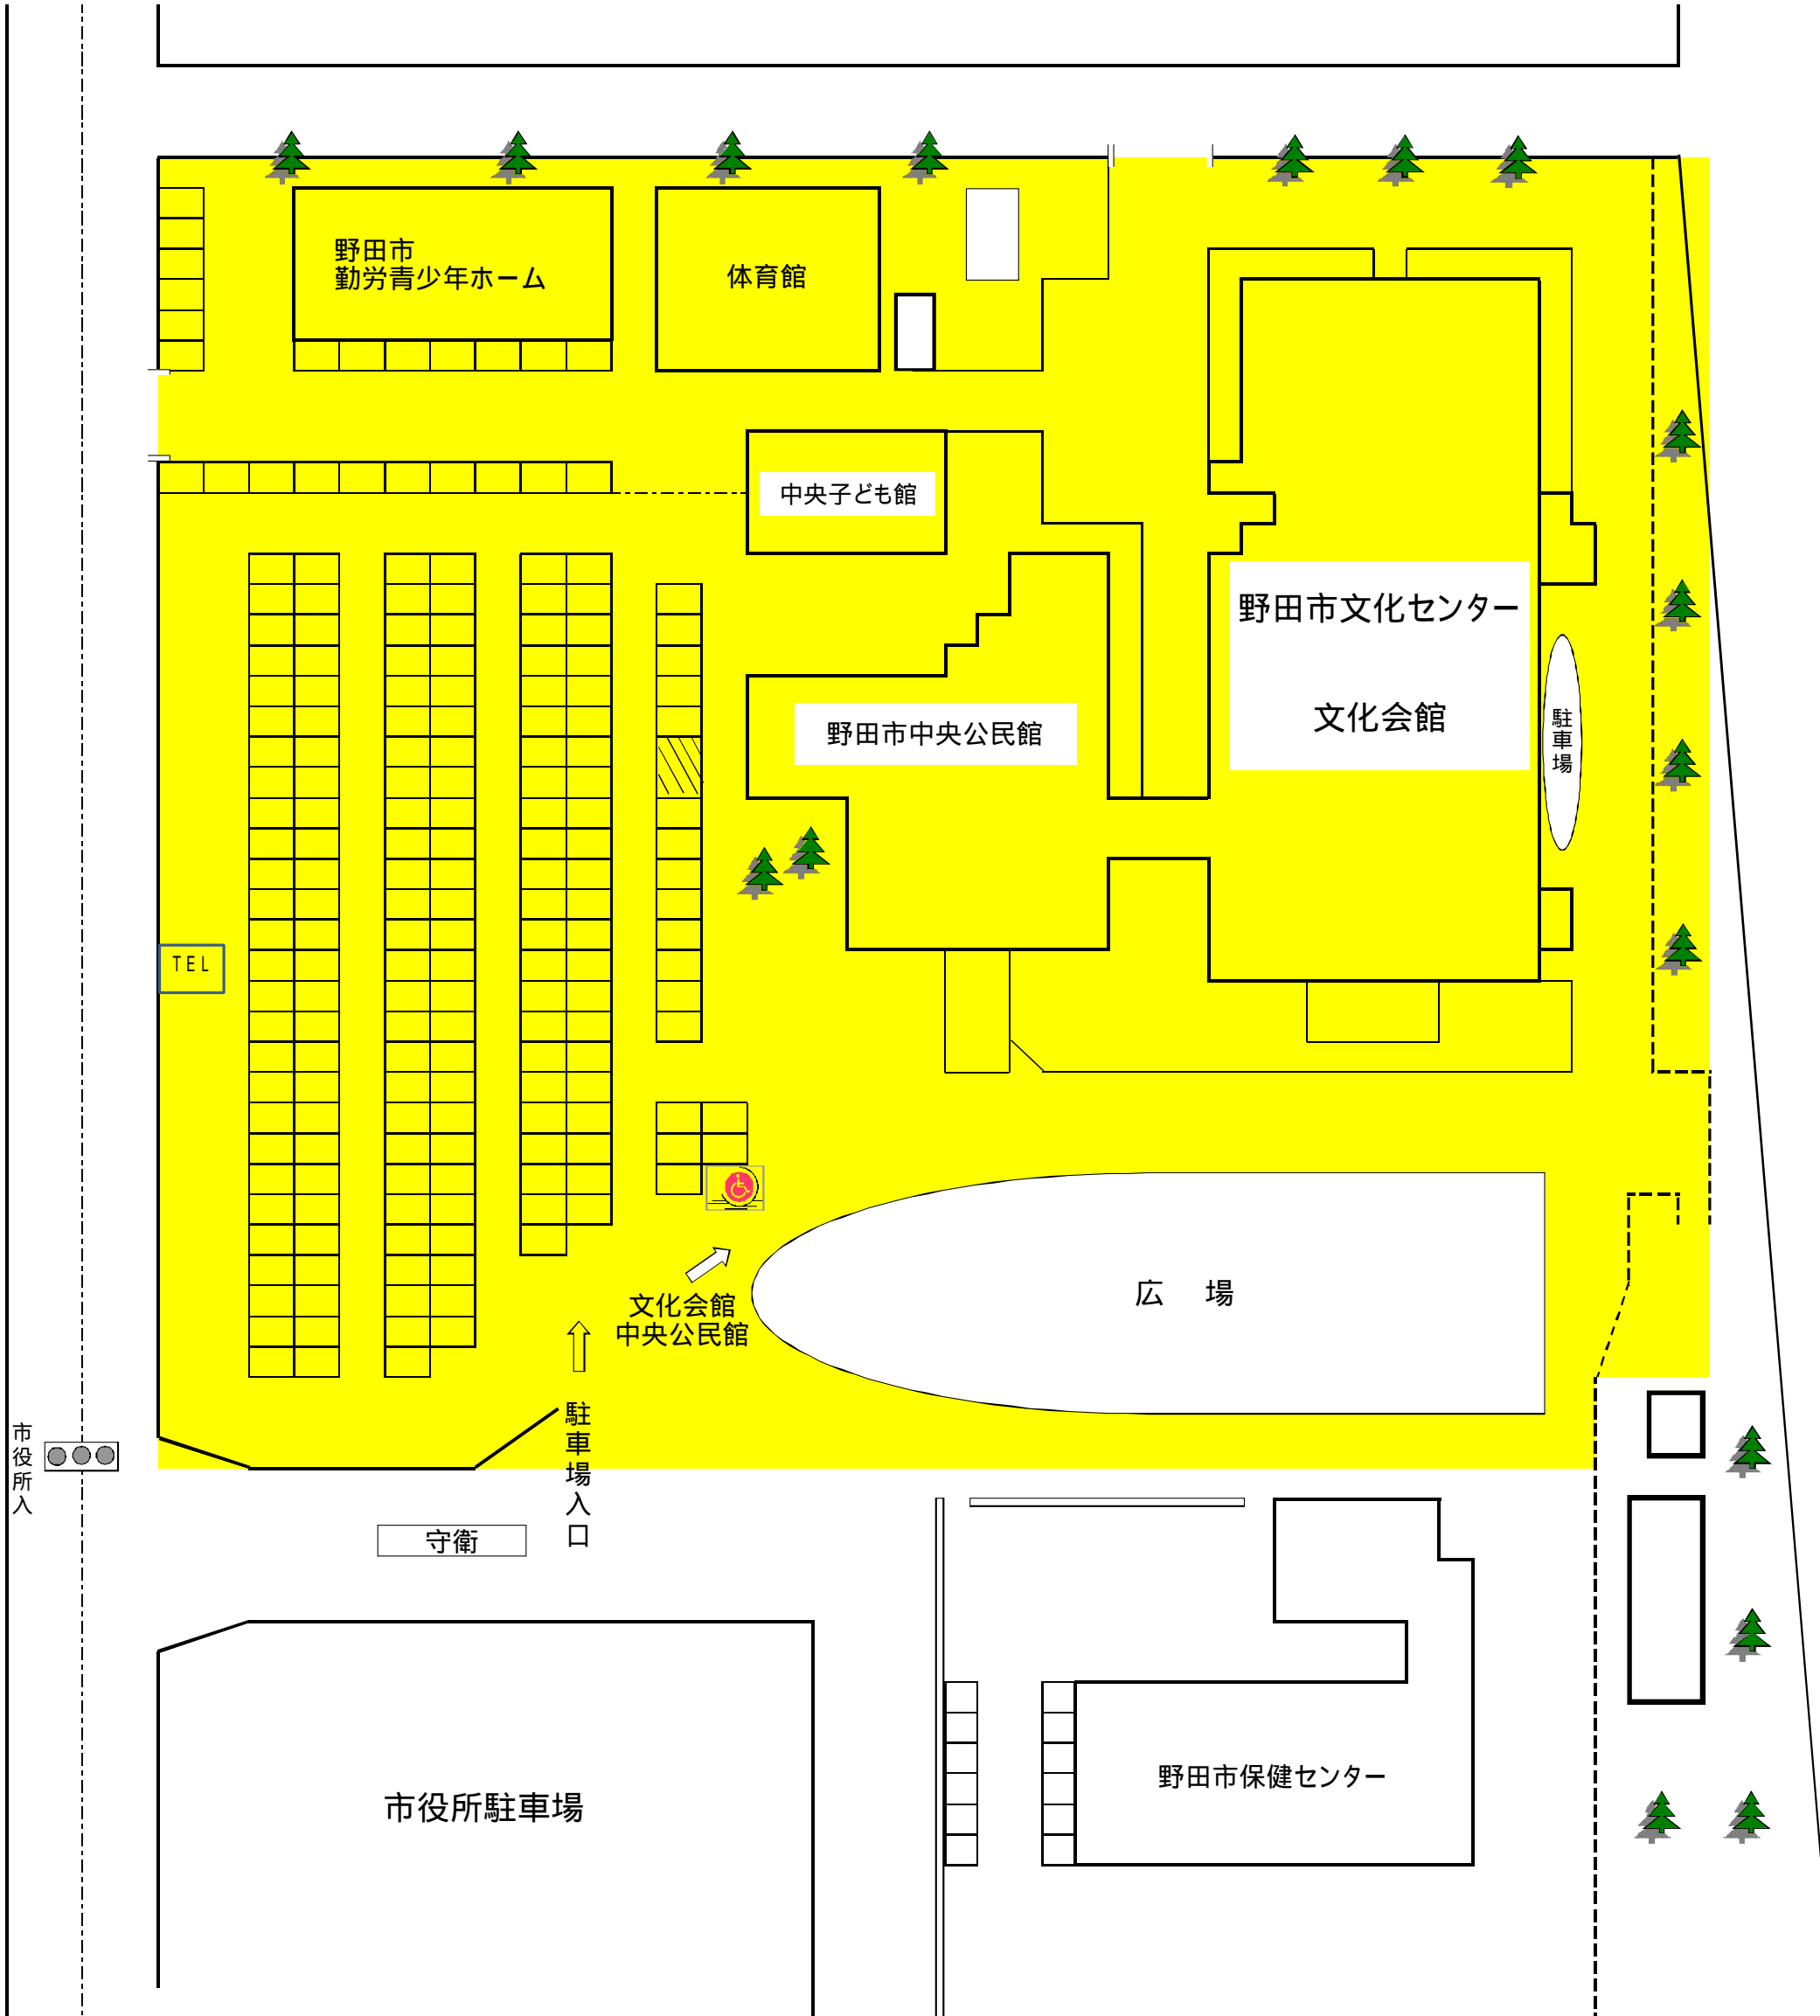 野田市
勤労青少年ホーム
体育館
中央子ども館
野田市文化センター
文化会館
野田市中央公民館
駐車場
TEL
広　場
文化会館
中央公民館
駐車場入口
市役所入
守衛
野田市保健センター
市役所駐車場